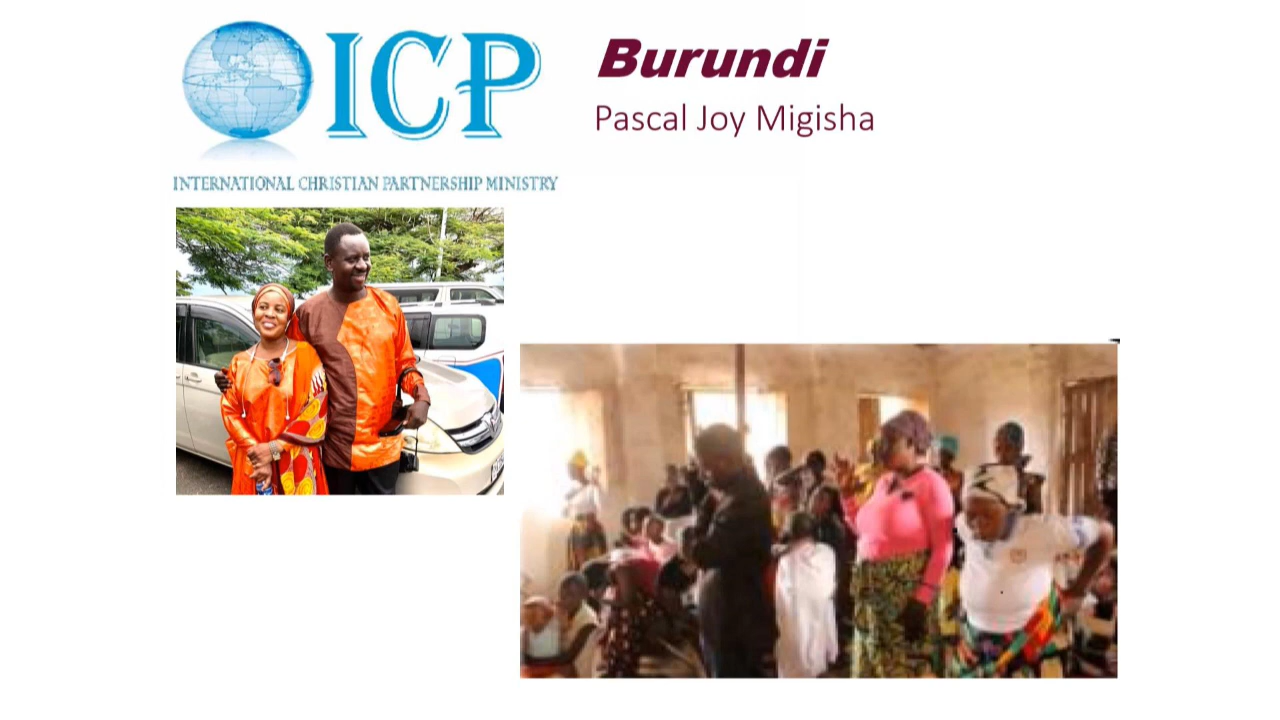 ICP
Burundi
Pascal Joy Migisha
INTERNATIONAL CHRISTIAN PARTNERSHIP MINISTRY